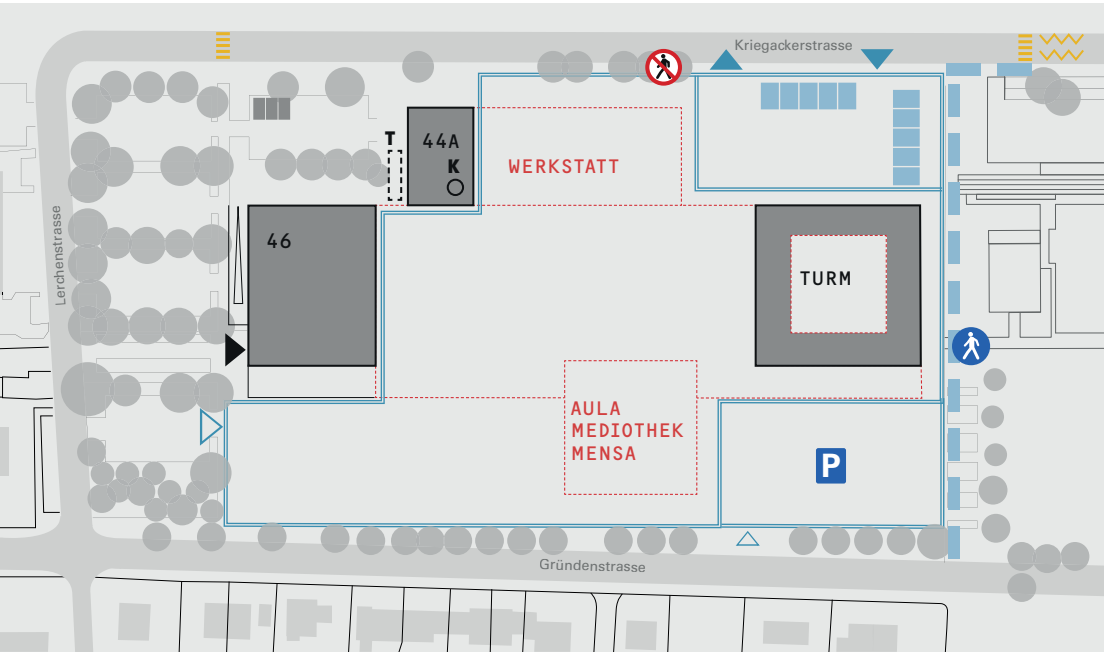 Kriegackerstrasse
T
44A
K
WERKSTATT
46
Lerchenstrasse
TURM
AULA
MEDIOTHEK
MENSA
P
Gründenstrasse